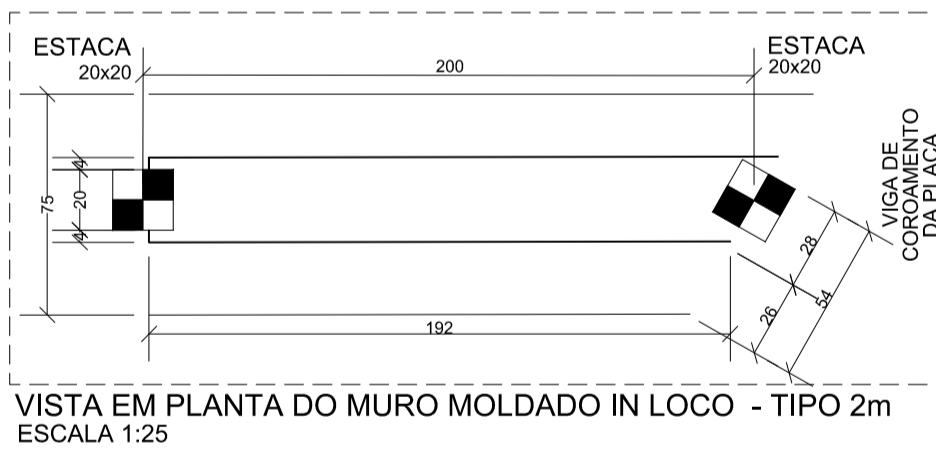 ESTACA
20x20
200
ESTACA
20x20
VIGA DE
COROAMENTO
DA PLACA
75
4
20
4
28
54
26
192
VISTA EM PLANTA DO MURO MOLDADO IN LOCO - TIPO 2m
ESCALA 1:25